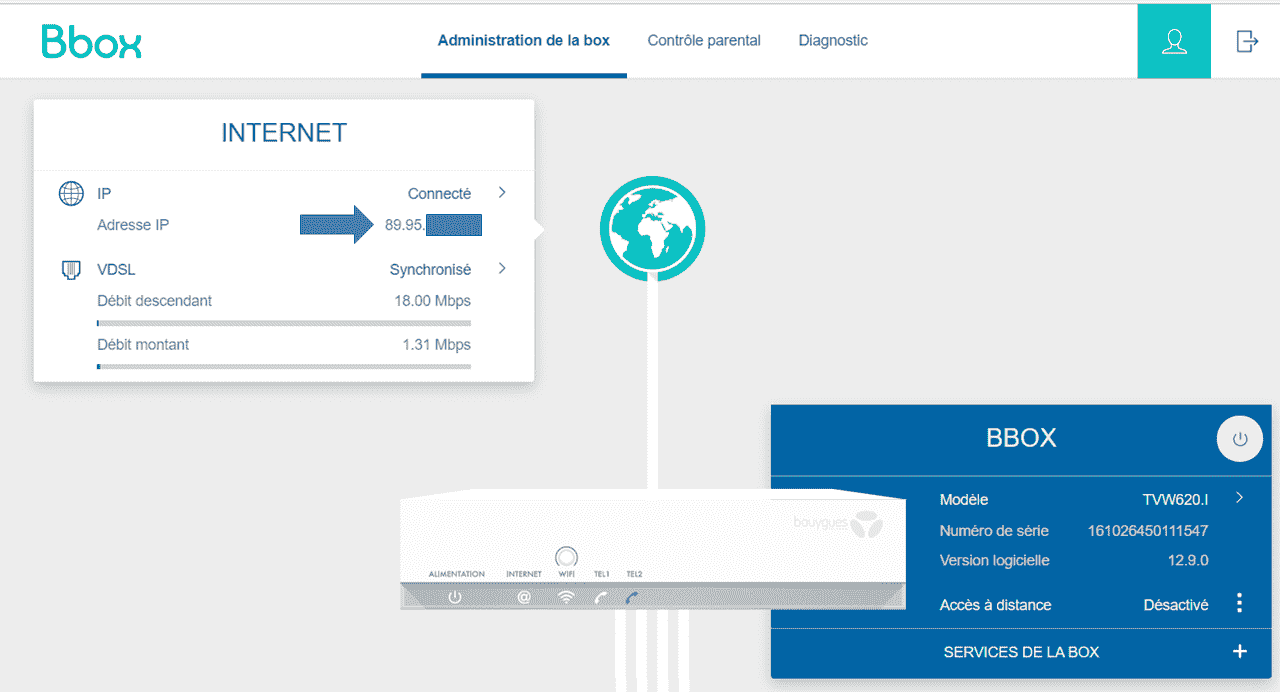 Bbox
Administration de la box
Contrôle parental
Diagnostic
INTERNET
IP Connecté
Adresse IP 89.95.
VDSL Synchronisé
Débit descendant 18.00 Mbps
Débit montant 1.31 Mbps
BBOX
Modèle TVW620.I
Numéro de série 161026450111547
Version logicielle 12.9.0
Accès à distance Désactivé
SERVICES DE LA BOX
bouygues
ALIMENTATION INTERNET WIFI TEL1 TEL2